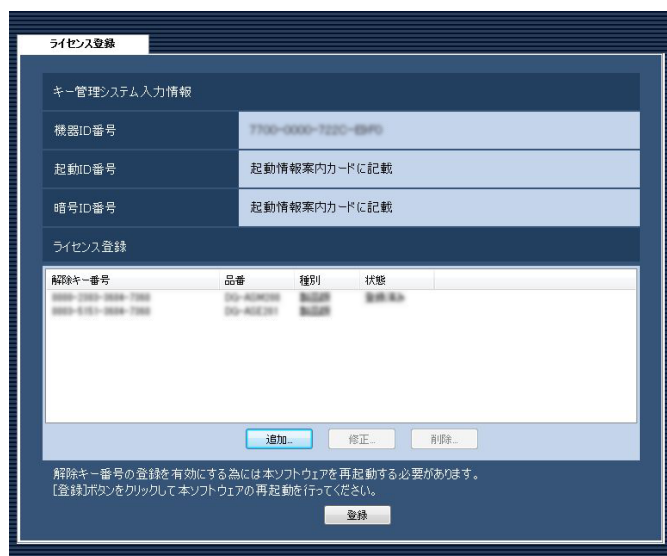 ライセンス登録
キー管理システム入力情報
機器ID番号
起動ID番号 起動情報案内カードに記載
暗号ID番号 起動情報案内カードに記載
ライセンス登録
解除キー番号 品番 種別 状態
追加... 修正... 削除...
解除キー番号の登録を有効にする為には本ソフトウェアを再起動する必要があります。
[登録]ボタンをクリックして本ソフトウェアの再起動を行ってください。
登録